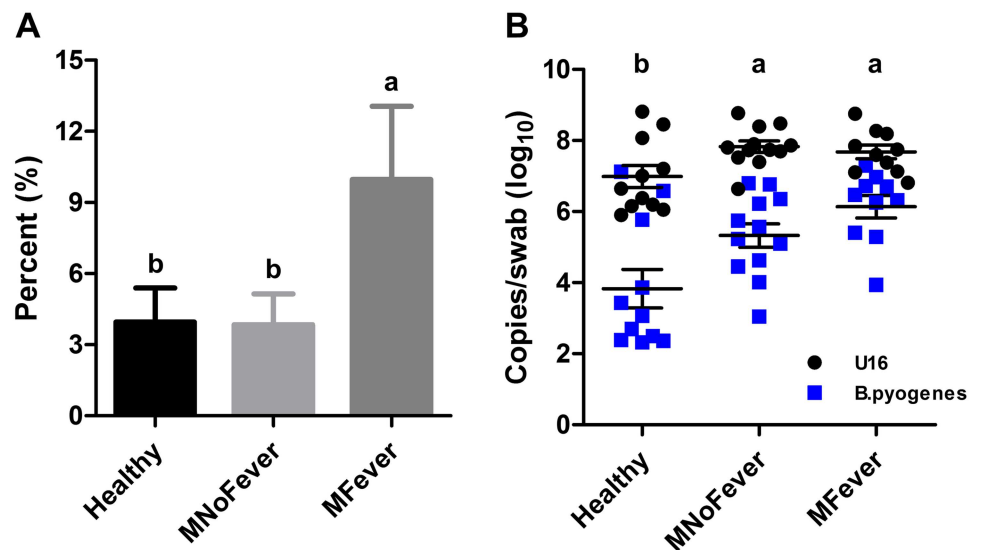 A
Percent (%)
15
12
9
6
3
0
b
b
a
Healthy
MNoFever
MFever
B
Copies/swab (log10)
10
8
6
4
2
0
b
a
a
U16
B.pyogenes
Healthy
MNoFever
MFever